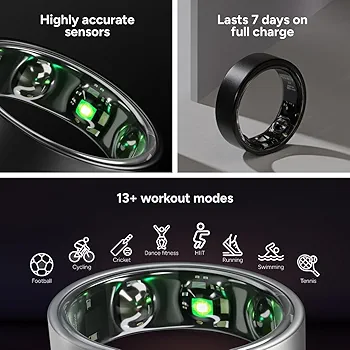 Highly accurate
sensors
Lasts 7 days on
full charge
13+ workout modes
Football
Cycling
Cricket
Dance fitness
HIIT
Running
Swimming
Tennis